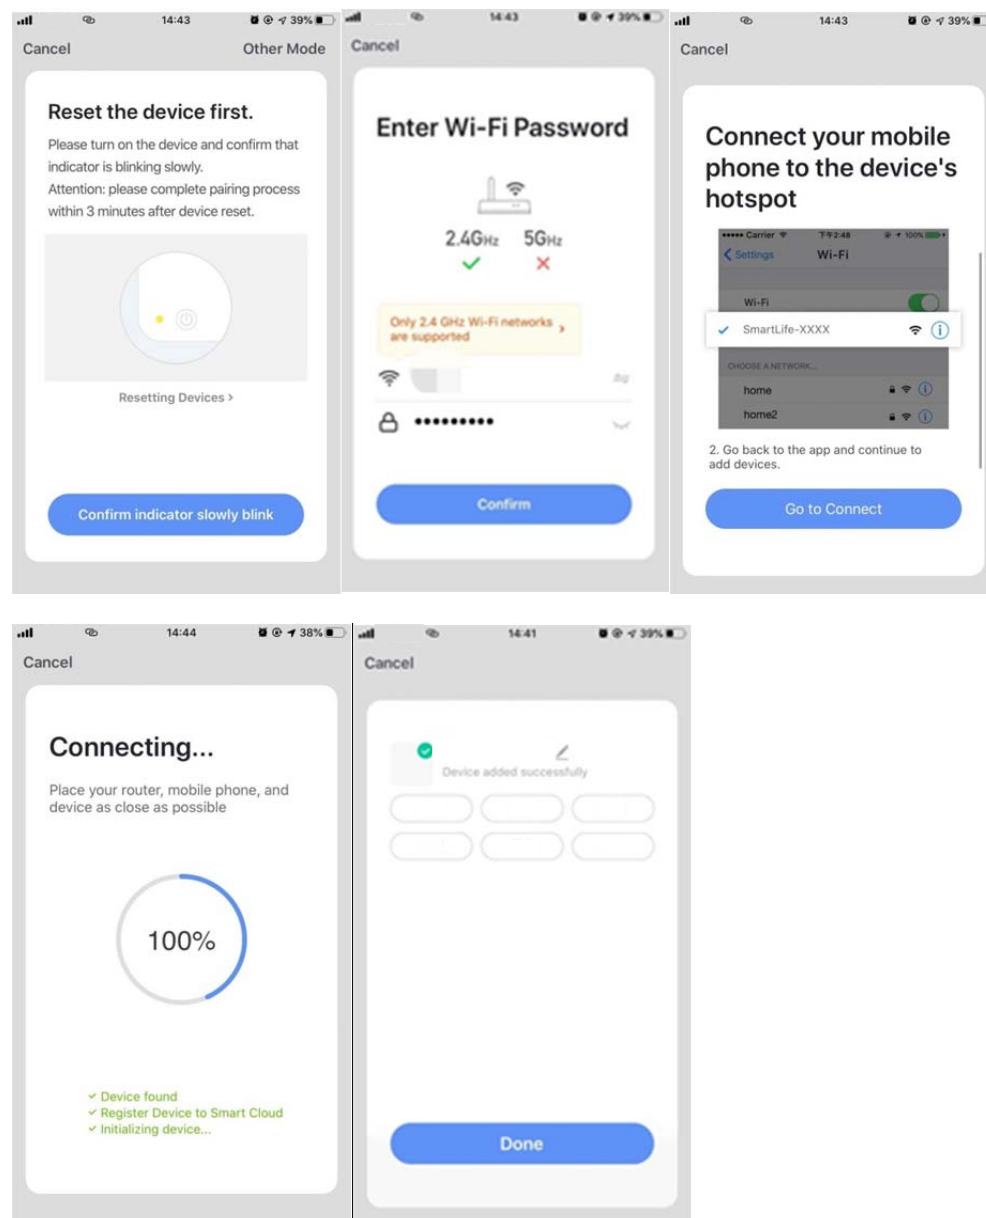 14:43
39%
Cancel
Other Mode
Reset the device first.
Please turn on the device and confirm that
indicator is blinking slowly.
Attention: please complete pairing process
within 3 minutes after device reset.
Resetting Devices >
Confirm indicator slowly blink
14:43
39%
Cancel
Enter Wi-Fi Password
2.4GHz 5GHz
Only 2.4 GHz Wi-Fi networks >
are supported
Confirm
14:43
39%
Cancel
Connect your mobile
phone to the device's
hotspot
Carrier
下午2:48
100%
Settings
Wi-Fi
Wi-Fi
SmartLife-XXXX
CHOOSE A NETWORK...
home
home2
2. Go back to the app and continue to
add devices.
Go to Connect
14:44
38%
Cancel
Connecting...
Place your router, mobile phone, and
device as close as possible
100%
Device found
Register Device to Smart Cloud
Initializing device...
14:41
39%
Cancel
Device added successfully
Done